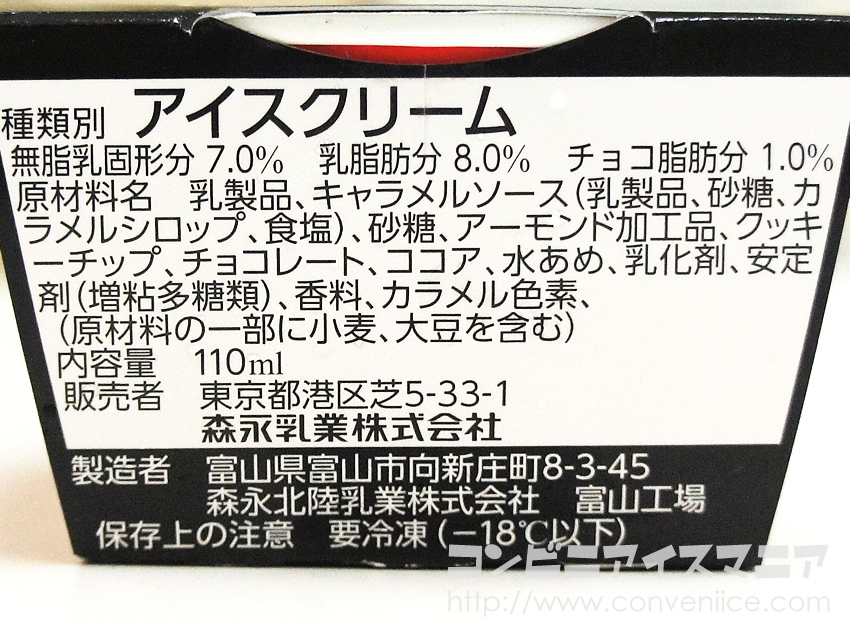 種類別 アイスクリーム
無脂乳固形分 7.0% 乳脂肪分 8.0% チョコ脂肪分 1.0%
原材料名 乳製品、キャラメルソース(乳製品、砂糖、カ
ラメルシロップ、食塩)、砂糖、アーモンド加工品、クッキ
ーチップ、チョコレート、ココア、水あめ、乳化剤、安定
剤(増粘多糖類)、香料、カラメル色素、
(原材料の一部に小麦、大豆を含む)
内容量 110ml
販売者 東京都港区芝5-33-1
森永乳業株式会社
製造者 富山県富山市向新庄町8-3-45
森永北陸乳業株式会社 富山工場
保存上の注意 要冷凍(-18℃以下)
コンビニアイスマニア
http://www.conveniice.com